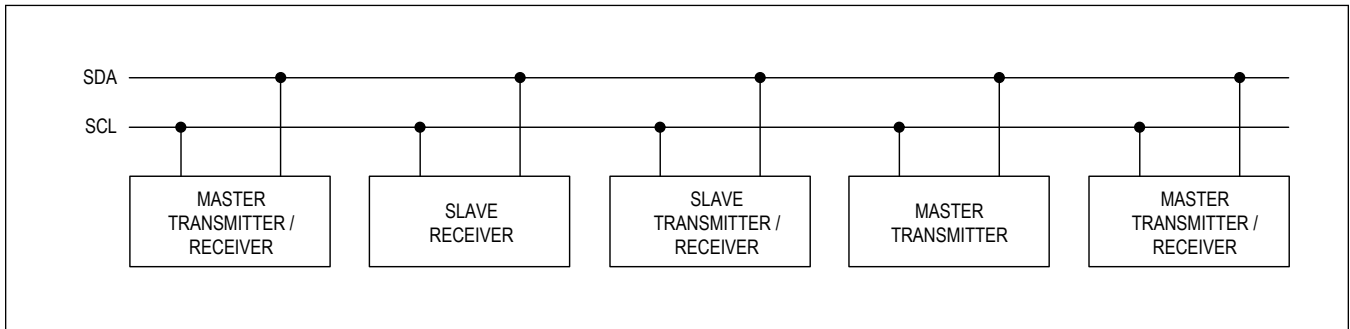 SDA
SCL
MASTER
TRANSMITTER /
RECEIVER
SLAVE
RECEIVER
SLAVE
TRANSMITTER /
RECEIVER
MASTER
TRANSMITTER
MASTER
TRANSMITTER /
RECEIVER